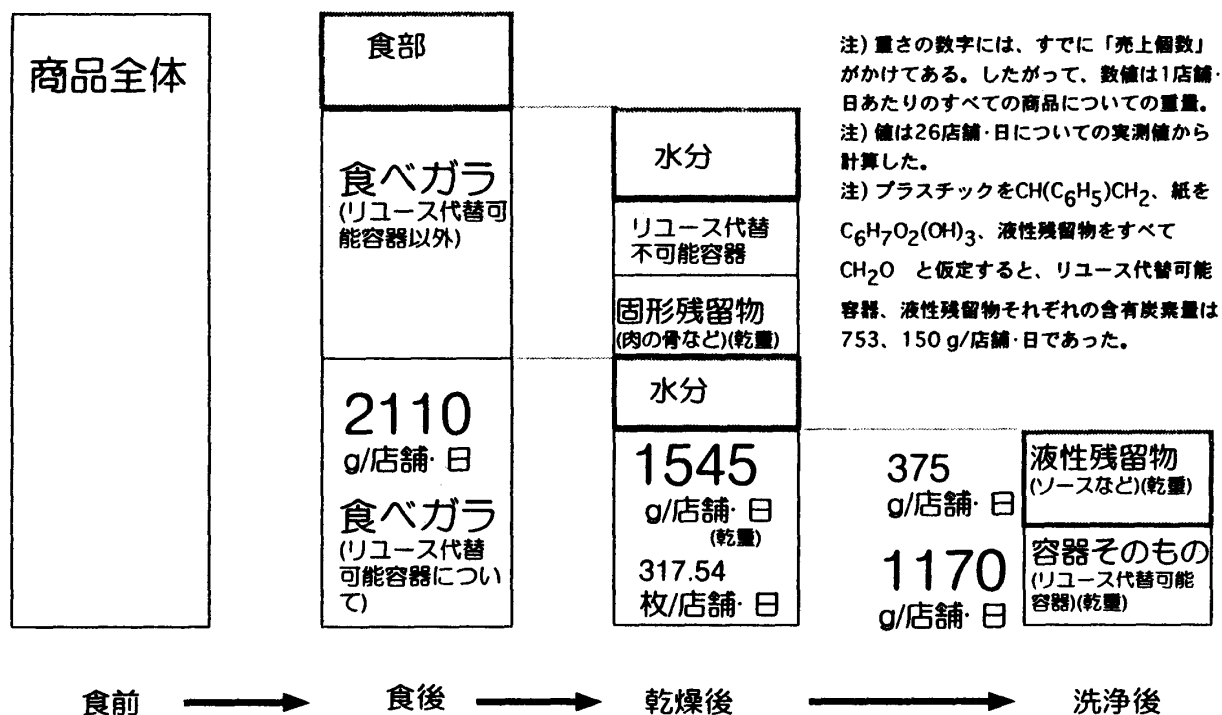 商品全体
食部
食べガラ
(リユース代替可
能容器以外)
2110
g/店舗・日
食べガラ
(リユース代替
可能容器につい
て)
水分
リユース代替
不可能容器
固形残留物
(肉の骨など)(乾重)
水分
1545
g/店舗・日
(乾重)
317.54
枚/店舗・日
375
g/店舗・日
1170
g/店舗・日
液性残留物
(ソースなど)(乾重)
容器そのもの
(リユース代替可能
容器)(乾重)
注) 重さの数字には、すでに「売上個数」
がかけてある。したがって、数値は1店舗・
日あたりのすべての商品についての重量。
注) 値は26店舗・日についての実測値から
計算した。
注) プラスチックをCH(C6H5)CH2、紙を
C6H7O2(OH)3、液性残留物をすべて
CH2O と仮定すると、リユース代替可能
容器、液性残留物それぞれの含有炭素量は
753、150 g/店舗・日であった。
食前
食後
乾燥後
洗浄後